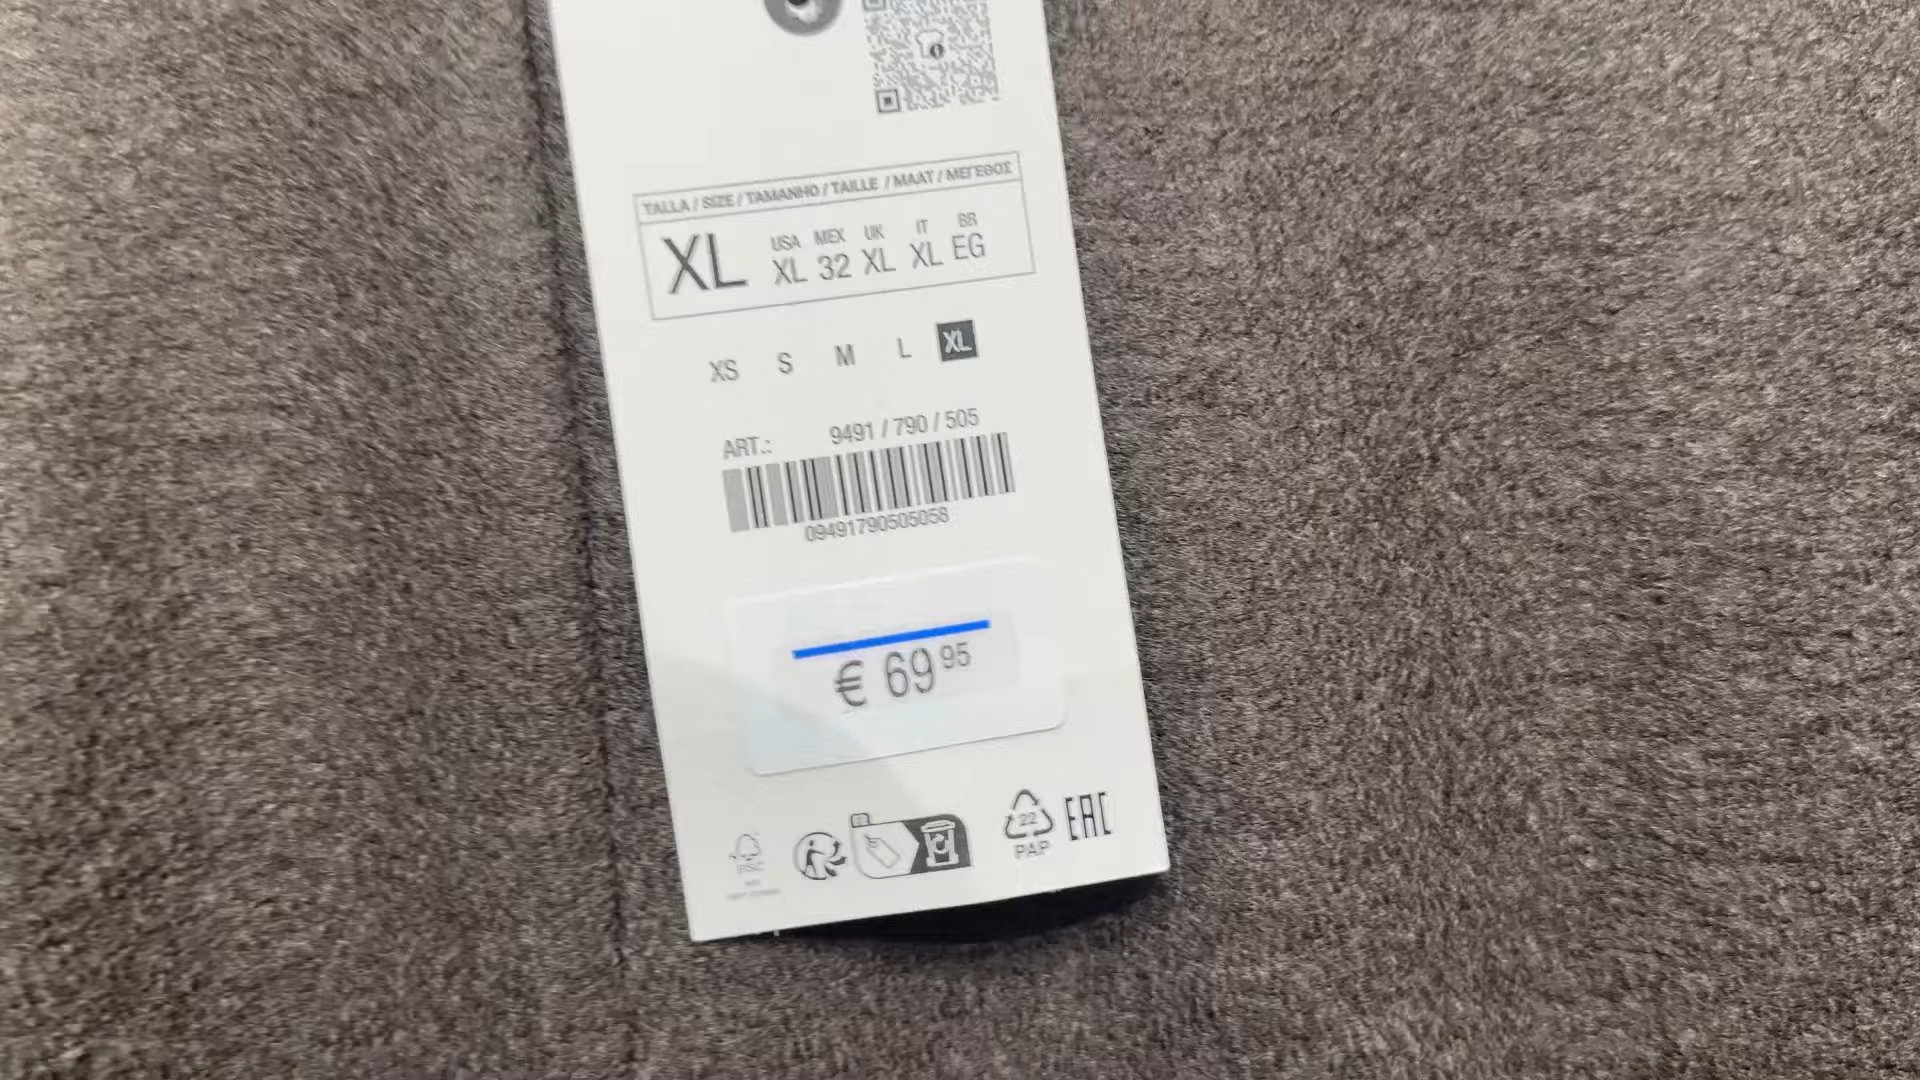 TALLA / SIZE / TAMANHO / TAILLE / MAAT / ΜΕΓΕΘΟΣ
XL
USA MEX UK IT BR
XL 32 XL XL EG
XS S M L XL
ART.: 9491 / 790 / 505
09491790505058
€ 69 95
FSC
22
PAP
EAC